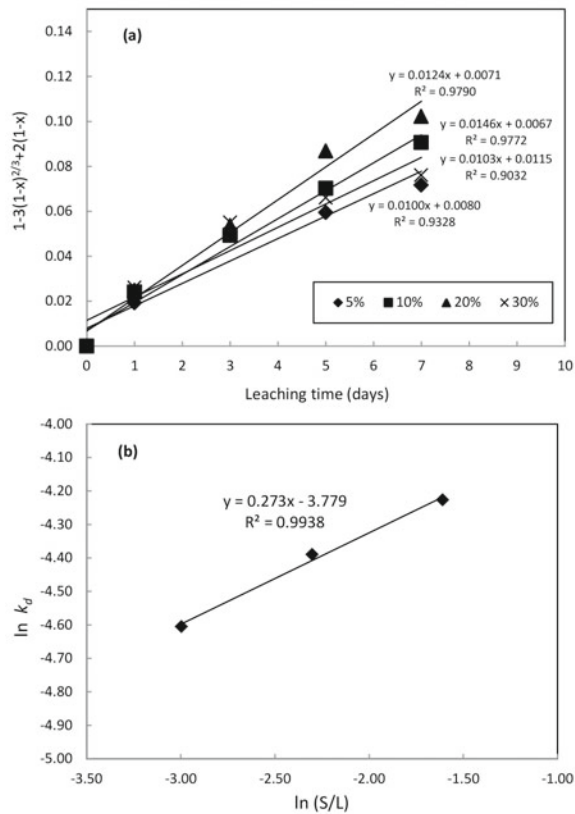 (a)
0.14
0.12
0.10
0.08
0.06
0.04
0.02
0.00
1-3(1-x)^2/3+2(1-x)
y = 0.0124x + 0.0071
R² = 0.9790
y = 0.0146x + 0.0067
R² = 0.9772
y = 0.0103x + 0.0115
R² = 0.9032
y = 0.0100x + 0.0080
R² = 0.9328
5% 10% 20% 30%
0 1 2 3 4 5 6 7 8 9 10
Leaching time (days)
(b)
-4.00
-4.10
-4.20
-4.30
-4.40
-4.50
-4.60
-4.70
-4.80
-4.90
-5.00
ln k_d
y = 0.273x - 3.779
R² = 0.9938
-3.50 -3.00 -2.50 -2.00 -1.50 -1.00
ln (S/L)